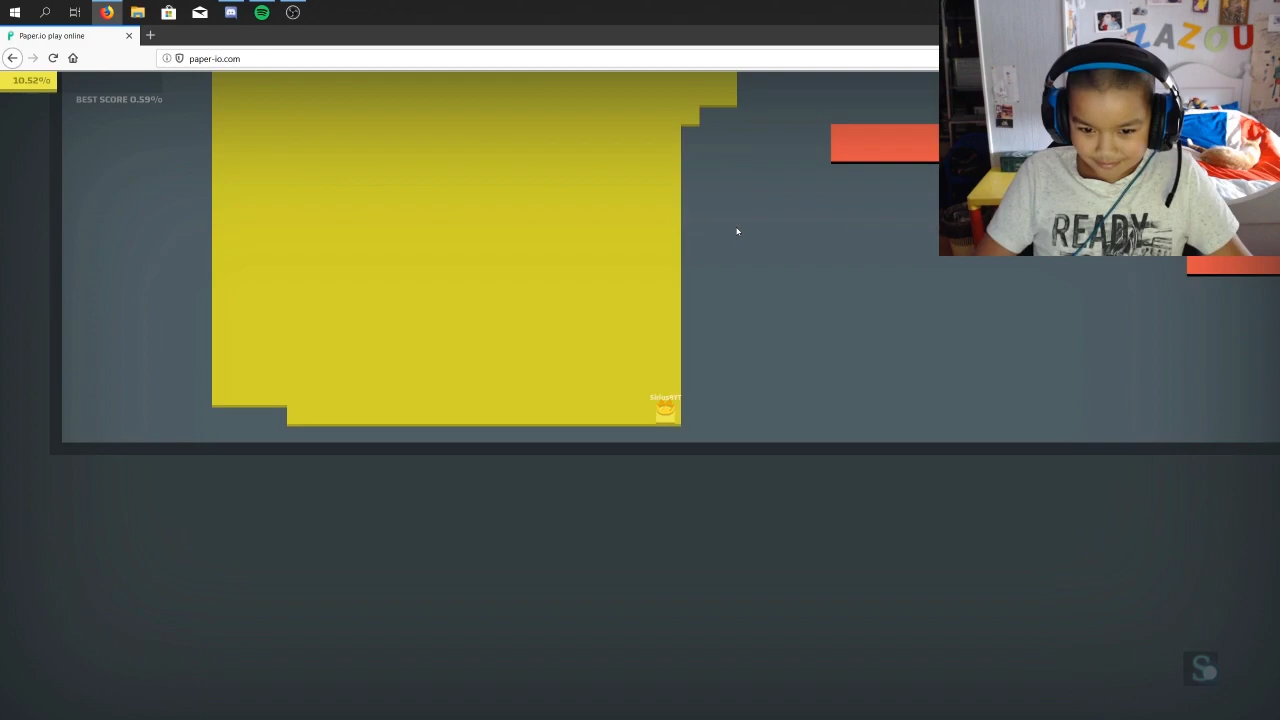 Paper.io play online
paper-io.com
10.52%
BEST SCORE 0.59%
ZAZOU
READY